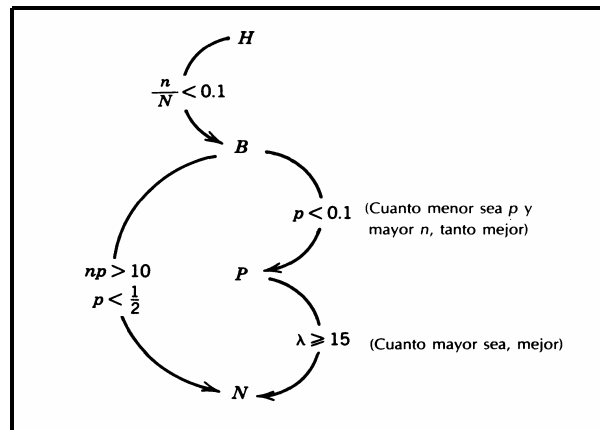 H
n/N < 0.1
B
p < 0.1 (Cuanto menor sea p y
mayor n, tanto mejor)
np > 10
p < 1/2
P
λ ⩾ 15 (Cuanto mayor sea, mejor)
N